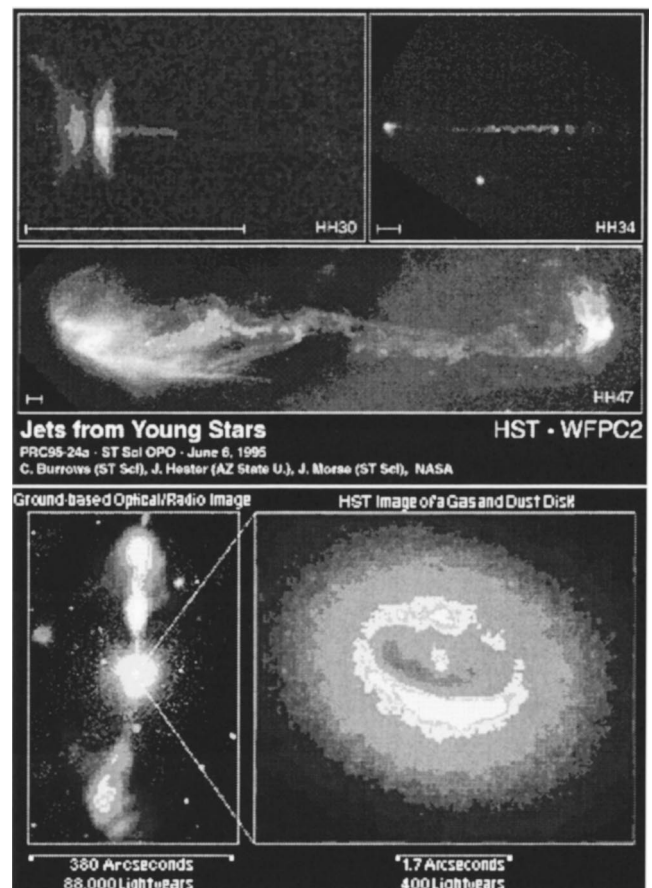 HH30
HH34
HH47
Jets from Young Stars
HST · WFPC2
PRC95-24a · ST ScI OPO · June 6, 1995
C. Burrows (ST ScI), J. Hester (AZ State U.), J. Morse (ST ScI), NASA
Ground-based Optical/Radio Image
HST Image of a Gas and Dust Disk
380 Arcseconds
88,000 Lightyears
1.7 Arcseconds
400 Lightyears